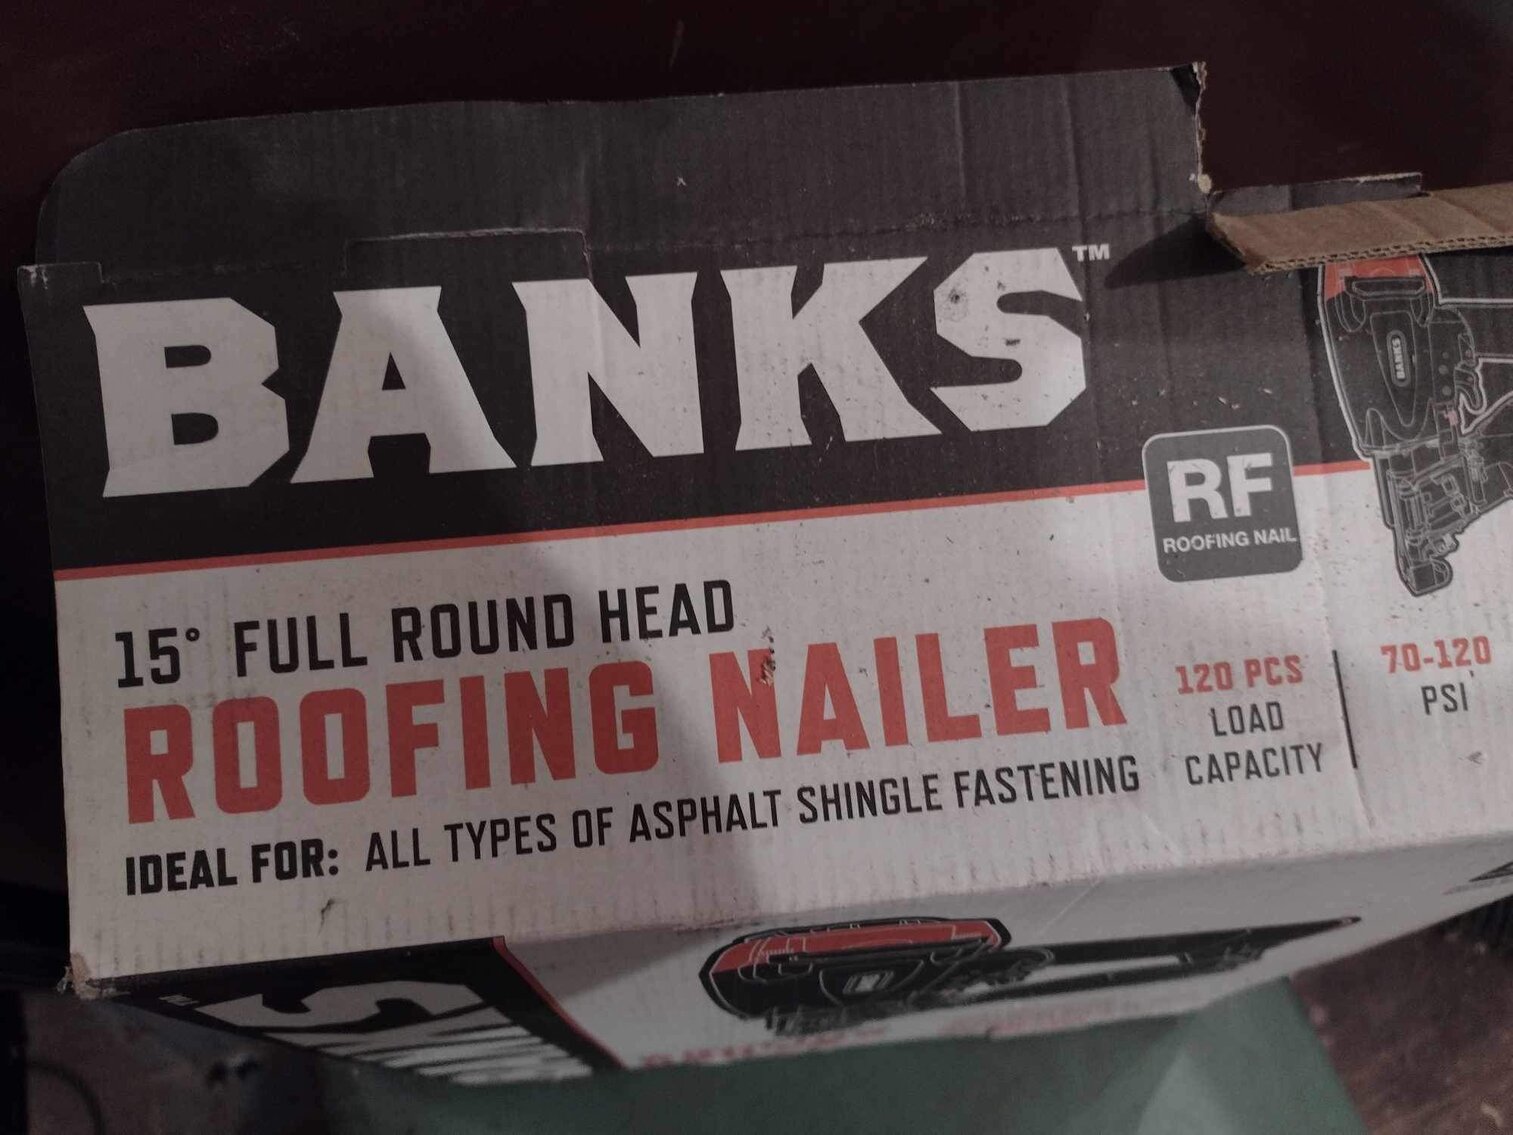 BANKS™
BANKS
RF
ROOFING NAIL
15° FULL ROUND HEAD
ROOFING NAILER
IDEAL FOR: ALL TYPES OF ASPHALT SHINGLE FASTENING
120 PCS
LOAD
CAPACITY
70-120
PSI